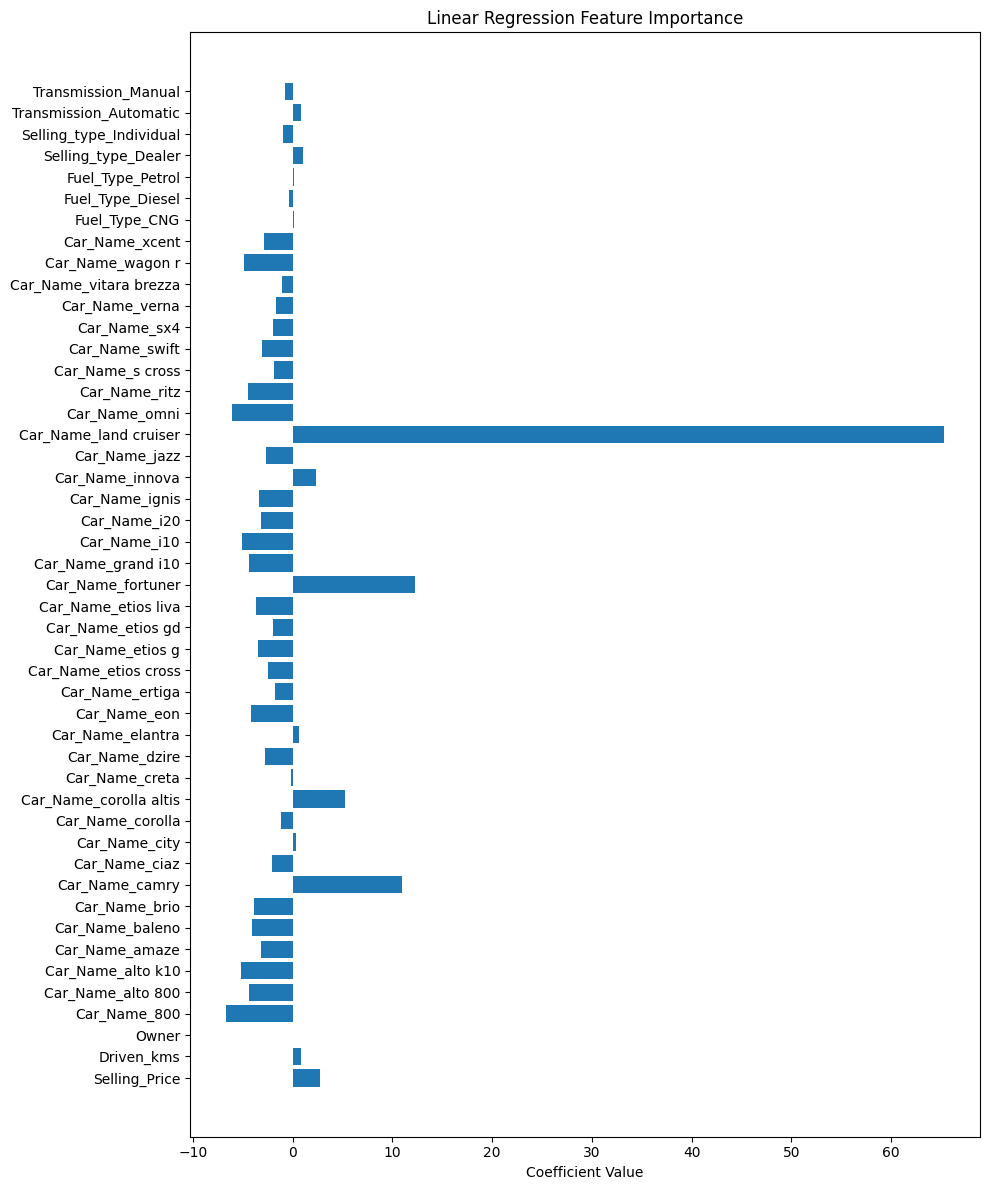 Linear Regression Feature Importance
Transmission_Manual
Transmission_Automatic
Selling_type_Individual
Selling_type_Dealer
Fuel_Type_Petrol
Fuel_Type_Diesel
Fuel_Type_CNG
Car_Name_xcent
Car_Name_wagon r
Car_Name_vitara brezza
Car_Name_verna
Car_Name_sx4
Car_Name_swift
Car_Name_s cross
Car_Name_ritz
Car_Name_omni
Car_Name_land cruiser
Car_Name_jazz
Car_Name_innova
Car_Name_ignis
Car_Name_i20
Car_Name_i10
Car_Name_grand i10
Car_Name_fortuner
Car_Name_etios liva
Car_Name_etios gd
Car_Name_etios g
Car_Name_etios cross
Car_Name_ertiga
Car_Name_eon
Car_Name_elantra
Car_Name_dzire
Car_Name_creta
Car_Name_corolla altis
Car_Name_corolla
Car_Name_city
Car_Name_ciaz
Car_Name_camry
Car_Name_brio
Car_Name_baleno
Car_Name_amaze
Car_Name_alto k10
Car_Name_alto 800
Car_Name_800
Owner
Driven_kms
Selling_Price
−10 0 10 20 30 40 50 60
Coefficient Value